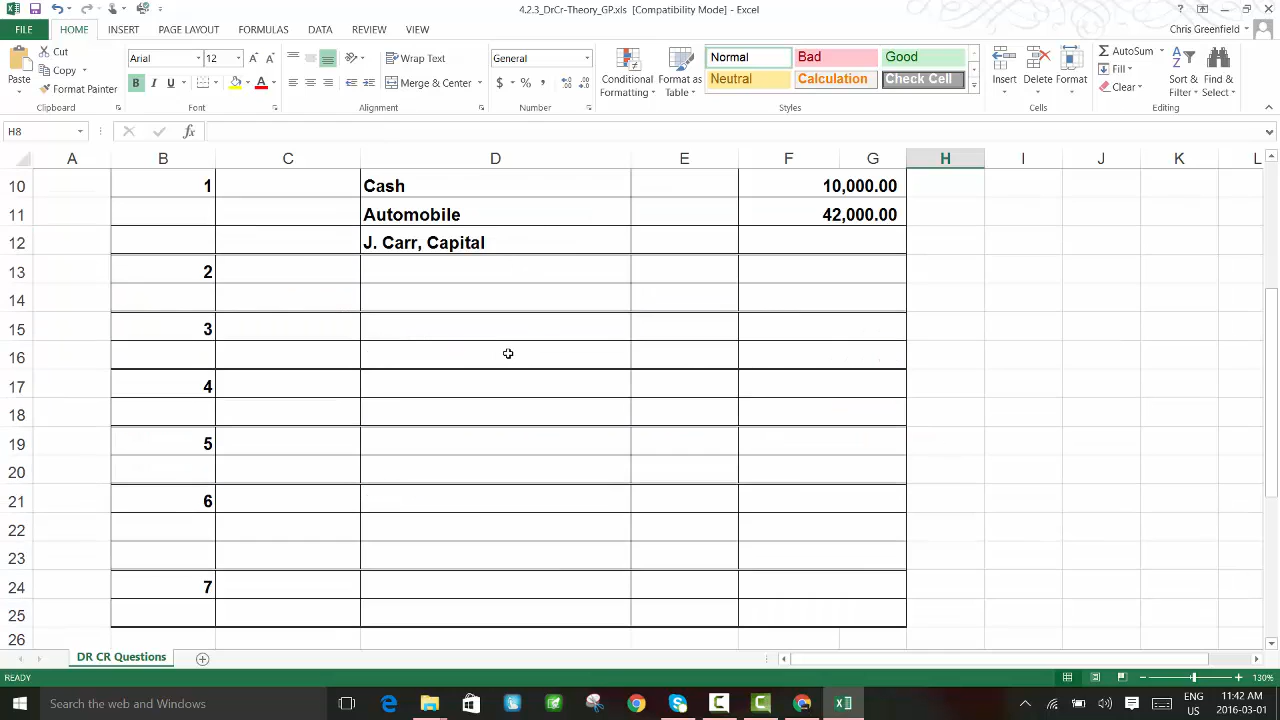 4.2.3_DrCr-Theory_GP.xls [Compatibility Mode] - Excel
FILE HOME INSERT PAGE LAYOUT FORMULAS DATA REVIEW VIEW Chris Greenfield
Paste Cut Copy Format Painter Clipboard
Arial 12 B I U A Font
Wrap Text Merge & Center Alignment
General $ % , Number
Conditional Formatting Format as Table
Normal Bad Good
Neutral Calculation Check Cell
Styles
Insert Delete Format Cells
AutoSum Fill Clear Sort & Filter Find & Select Editing
H8 fx
A B C D E F G H I J K L
10 1 Cash 10,000.00
11 Automobile 42,000.00
12 J. Carr, Capital
13 2
14
15 3
16
17 4
18
19 5
20
21 6
22
23
24 7
25
26
DR CR Questions
READY 130%
Search the web and Windows
ENG US
11:42 AM
2016-03-01